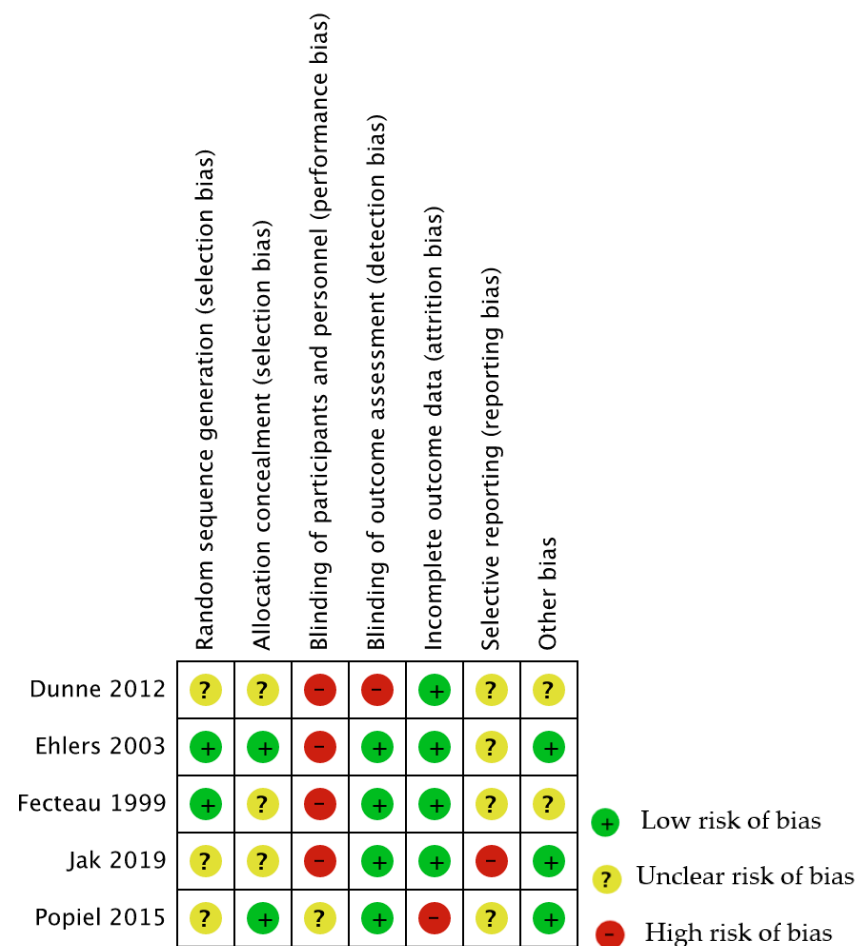 Random sequence generation (selection bias)
Allocation concealment (selection bias)
Blinding of participants and personnel (performance bias)
Blinding of outcome assessment (detection bias)
Incomplete outcome data (attrition bias)
Selective reporting (reporting bias)
Other bias
Dunne 2012 ? ? - - + ? ?
Ehlers 2003 + + - + + ? +
Fecteau 1999 + ? - + + ? ?
Jak 2019 ? ? - + + - +
Popiel 2015 ? + ? + - ? +
+ Low risk of bias
? Unclear risk of bias
- High risk of bias